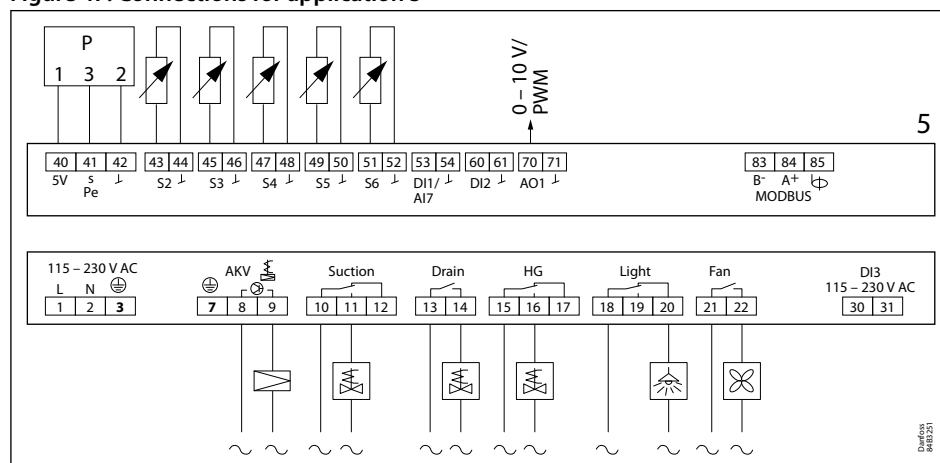 Figure 17: Connections for application 5
P
1 3 2
0 – 10 V/
PWM
5
40 41 42 43 44 45 46 47 48 49 50 51 52 53 54 60 61 70 71 83 84 85
5V s S2 S3 S4 S5 S6 DI1/ DI2 AO1 B- A+
Pe AI7 MODBUS
115 – 230 V AC AKV Suction Drain HG Light Fan DI3
L N 115 – 230 V AC
1 2 3 7 8 9 10 11 12 13 14 15 16 17 18 19 20 21 22 30 31
Danfoss
84B3251